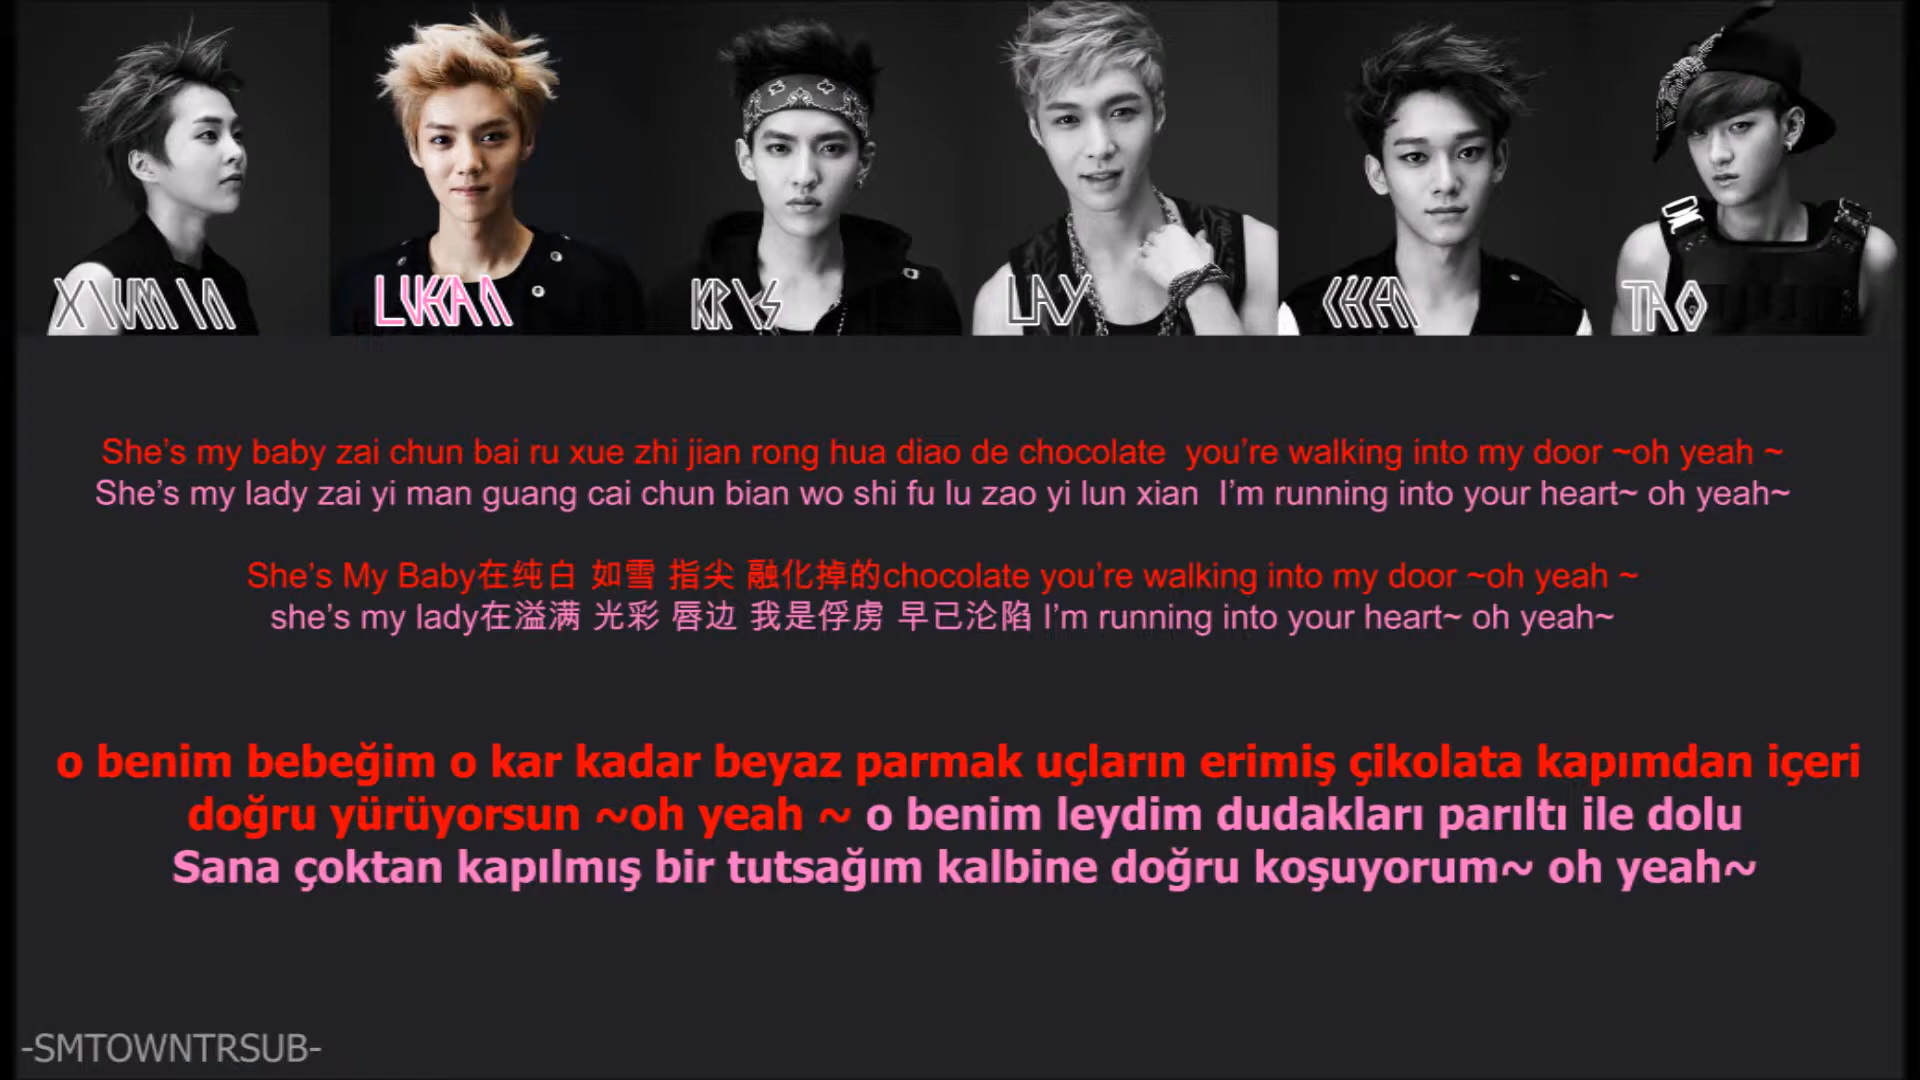 XIUMIN LUHAN KRIS LAY CHEN TAO
She's my baby zai chun bai ru xue zhi jian rong hua diao de chocolate you're walking into my door ~oh yeah ~
She's my lady zai yi man guang cai chun bian wo shi fu lu zao yi lun xian I'm running into your heart~ oh yeah~
She's My Baby在纯白 如雪 指尖 融化掉的chocolate you're walking into my door ~oh yeah ~
she's my lady在溢满 光彩 唇边 我是俘虏 早已沦陷 I'm running into your heart~ oh yeah~
o benim bebeğim o kar kadar beyaz parmak uçların erimiş çikolata kapımdan içeri
doğru yürüyorsun ~oh yeah ~ o benim leydim dudakları parıltı ile dolu
Sana çoktan kapılmış bir tutsağım kalbine doğru koşuyorum~ oh yeah~
-SMTOWNTRSUB-